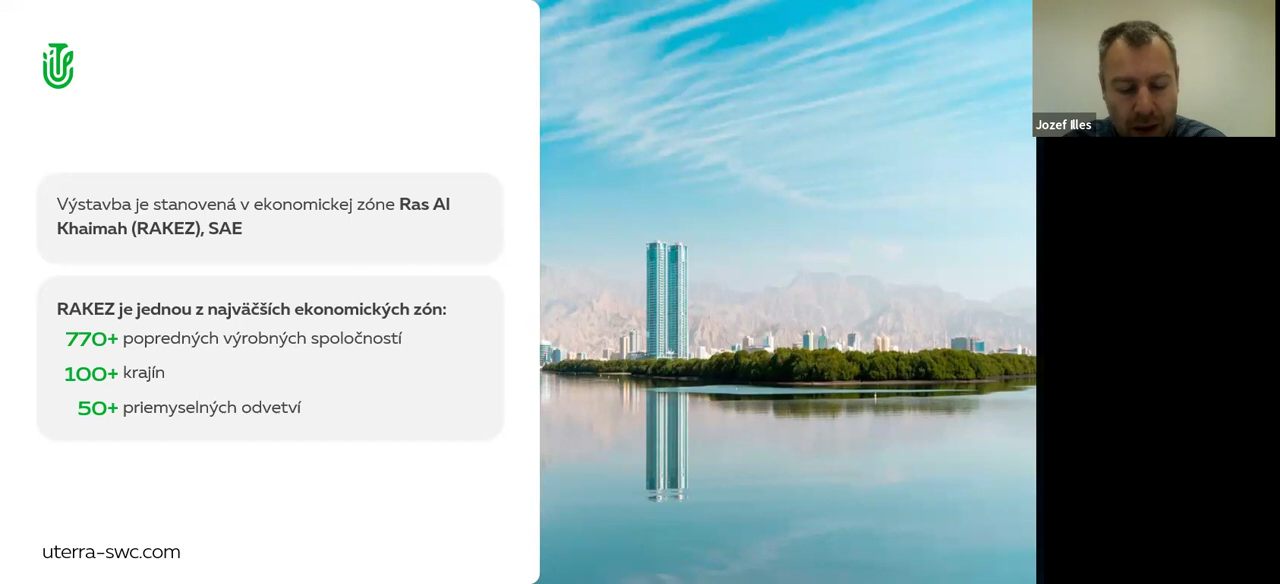 Výstavba je stanovená v ekonomickej zóne Ras Al
Khaimah (RAKEZ), SAE
RAKEZ je jednou z najväčších ekonomických zón:
770+ popredných výrobných spoločností
100+ krajín
50+ priemyselných odvetví
uterra-swc.com
Jozef Illes